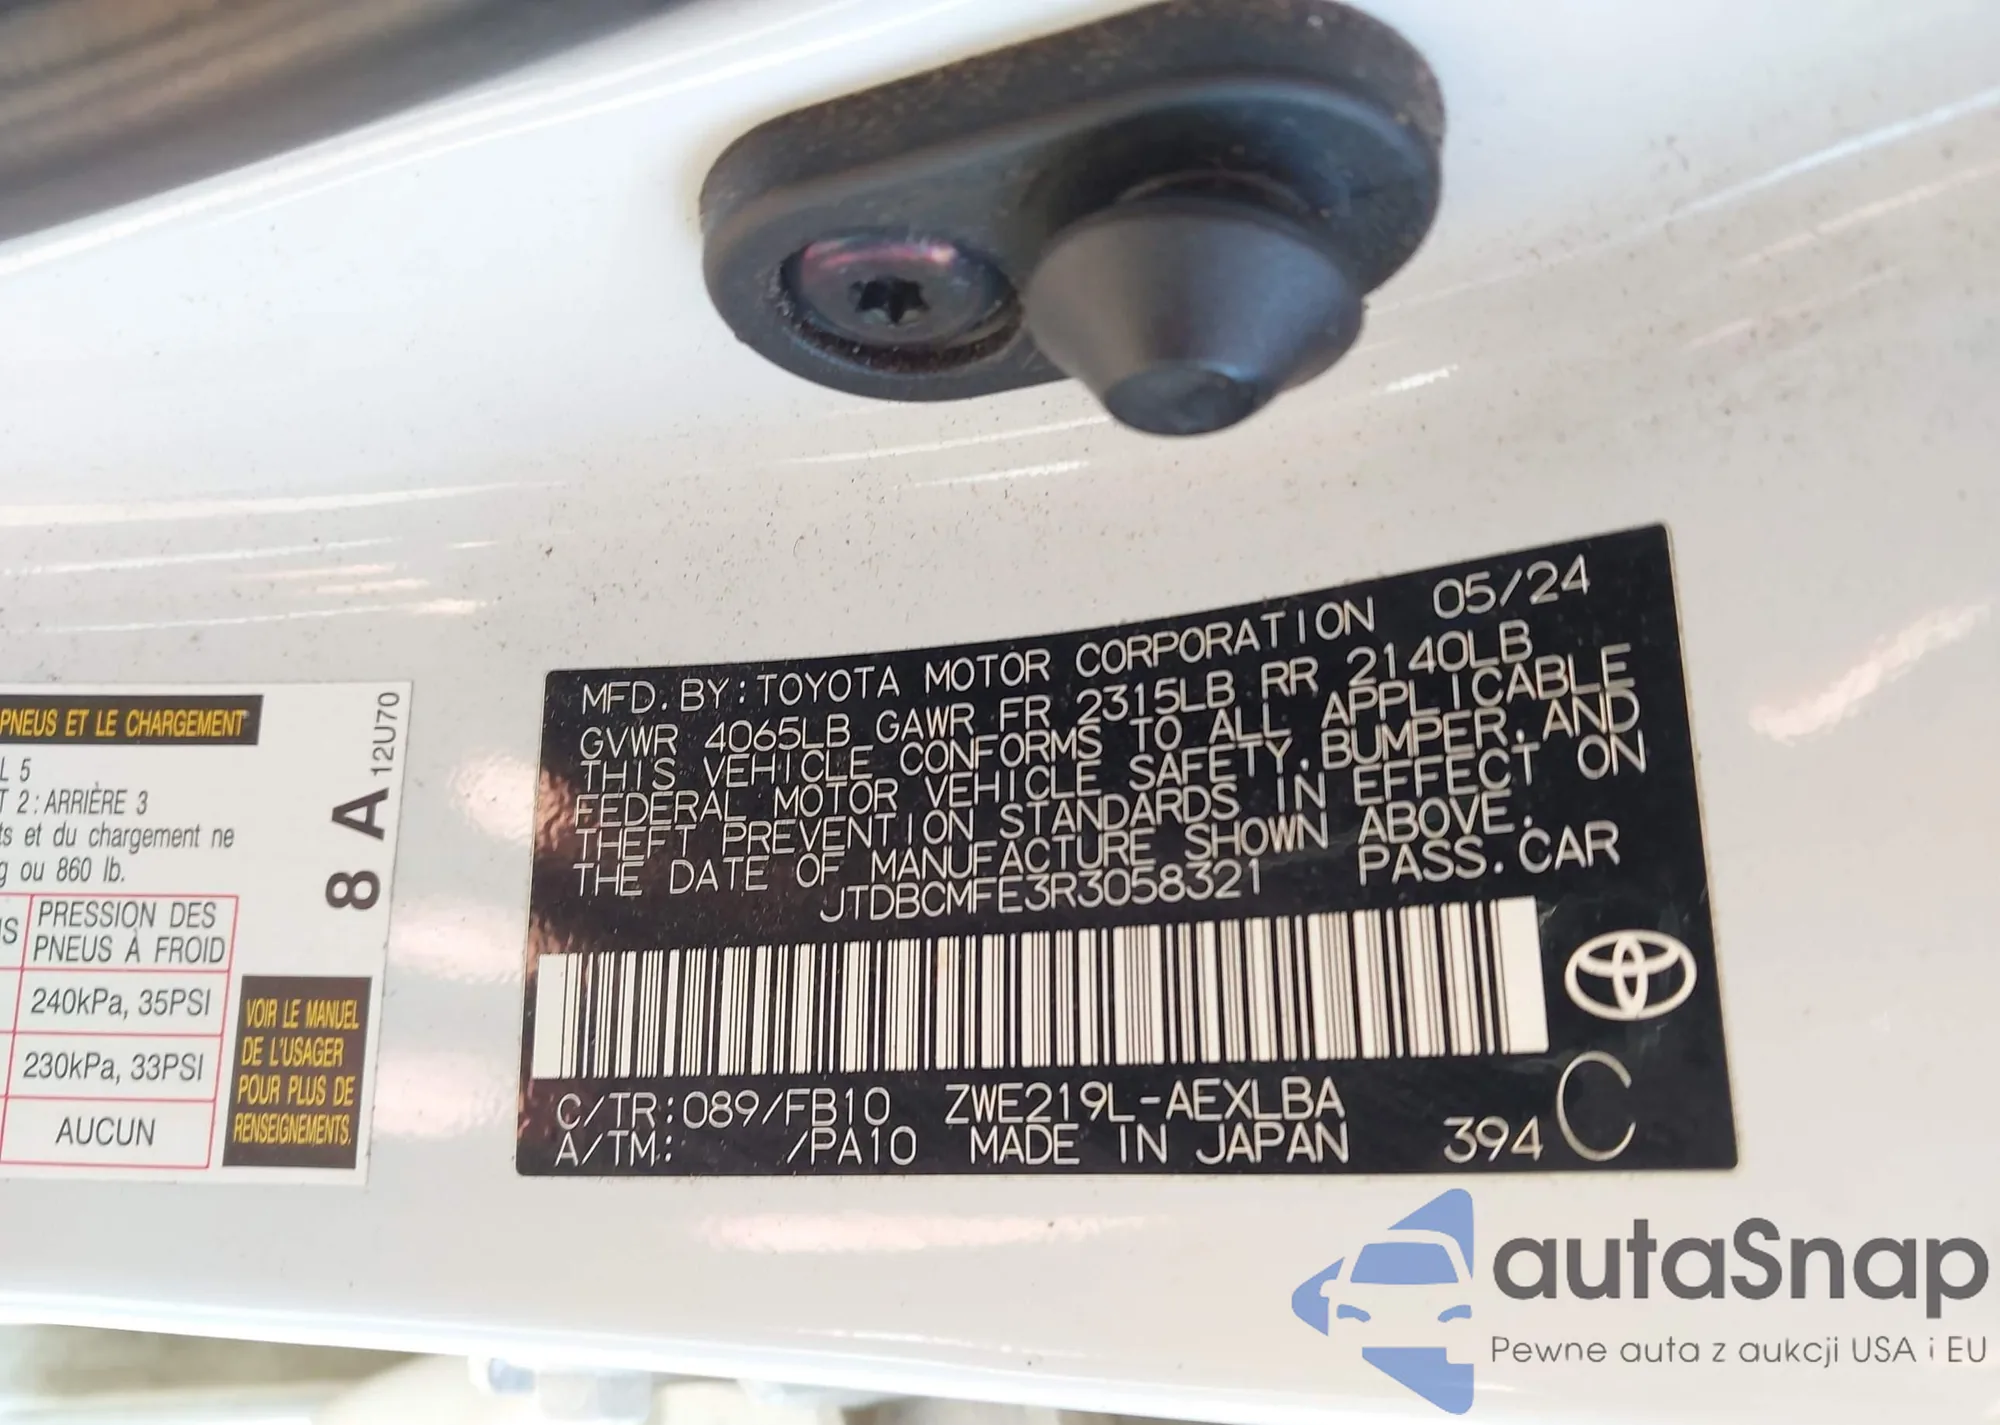 PNEUS ET LE CHARGEMENT
L 5
T 2 : ARRIÈRE 3
ts et du chargement ne
g ou 860 lb.
PRESSION DES
PNEUS À FROID
240kPa, 35PSI
230kPa, 33PSI
AUCUN
8 A 12U70
VOIR LE MANUEL
DE L'USAGER
POUR PLUS DE
RENSEIGNEMENTS.
MFD. BY: TOYOTA MOTOR CORPORATION 05/24
GVWR 4065LB GAWR FR 2315LB RR 2140LB
THIS VEHICLE CONFORMS TO ALL APPLICABLE
FEDERAL MOTOR VEHICLE SAFETY, BUMPER, AND
THEFT PREVENTION STANDARDS IN EFFECT ON
THE DATE OF MANUFACTURE SHOWN ABOVE.
JTDBCMFE3R3058321 PASS. CAR
C/TR: 089/FB10 ZWE219L-AEXLBA
A/TM: /PA10 MADE IN JAPAN 394 C
autaSnap
Pewne auta z aukcji USA i EU